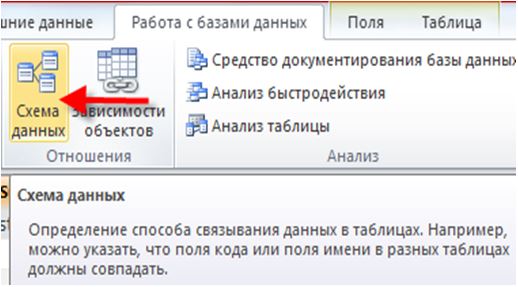 шние данные
Работа с базами данных
Поля
Таблица
Схема данных
Зависимости объектов
Отношения
Средство документирования базы данных
Анализ быстродействия
Анализ таблицы
Анализ
S
st
Схема данных
Определение способа связывания данных в таблицах. Например,
можно указать, что поля кода или поля имени в разных таблицах
должны совпадать.